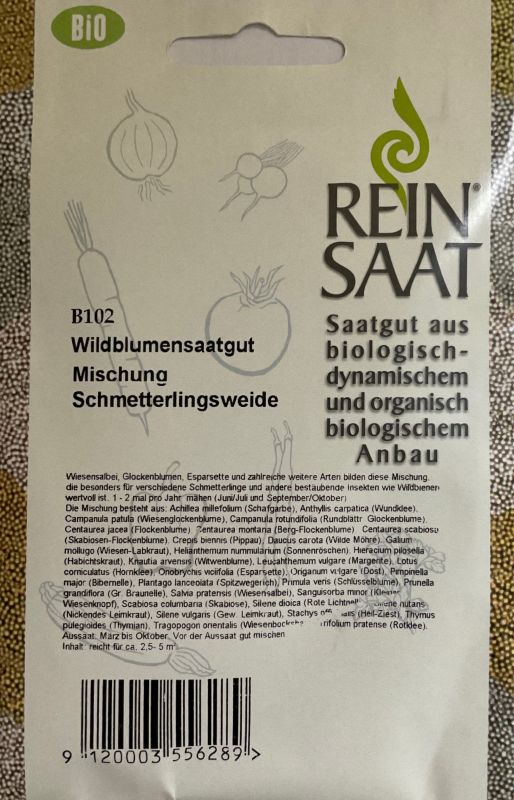 BiO
REIN
SAAT®
Saatgut aus
biologisch-
dynamischem
und organisch
biologischem
Anbau
B102
Wildblumensaatgut
Mischung
Schmetterlingsweide
Wiesensalbei, Glockenblumen, Esparsette und zahlreiche weitere Arten bilden diese Mischung,
die besonders für verschiedene Schmetterlinge und andere bestäubende Insekten wie Wildbienen
wertvoll ist. 1 - 2 mal pro Jahr mähen (Juni/Juli und September/Oktober)
Die Mischung besteht aus: Achillea millefolium (Schafgarbe), Anthyllis carpatica (Wundklee),
Campanula patula (Wiesenglockenblume), Campanula rotundifolia (Rundblättr Glockenblume),
Centaurea jacea (Flockenblume), Centaurea montana (Berg-Flockenblume) Centaurea scabiosa
(Skabiosen-Flockenblume), Crepis biennis (Pippau), Daucus carota (Wilde Möhre), Galium
mollugo (Wiesen-Labkraut), Helianthemum nummularium (Sonnenröschen), Hieracium pilosella
(Habichtskraut), Knautia arvensis (Witwenblume), Leucanthemum vulgare (Margerite), Lotus
corniculatus (Hornklee), Onobrychis viciifolia (Esparsette), Origanum vulgare (Dost), Pimpinella
major (Bibernelle), Plantago lanceolata (Spitzwegerich), Primula veris (Schlüsselblume), Prunella
grandiflora (Gr. Braunelle), Salvia pratensis (Wiesensalbei), Sanguisorba minor (Kleiner
Wiesenknopf), Scabiosa columbaria (Skabiose), Silene dioica (Rote nutans
(Nickendes Leimkraut), Silene vulgaris (Gew. Leimkraut), Stachys (Heil-Ziest), Thymus
pulegioides (Thymian), Tragopogon orientalis pratense (Rotklee).
Aussaat: März bis Oktober. Vor der Aussaat gut mischen
Inhalt: reicht für ca. 2,5- 5 m²
9 120003 556289 >